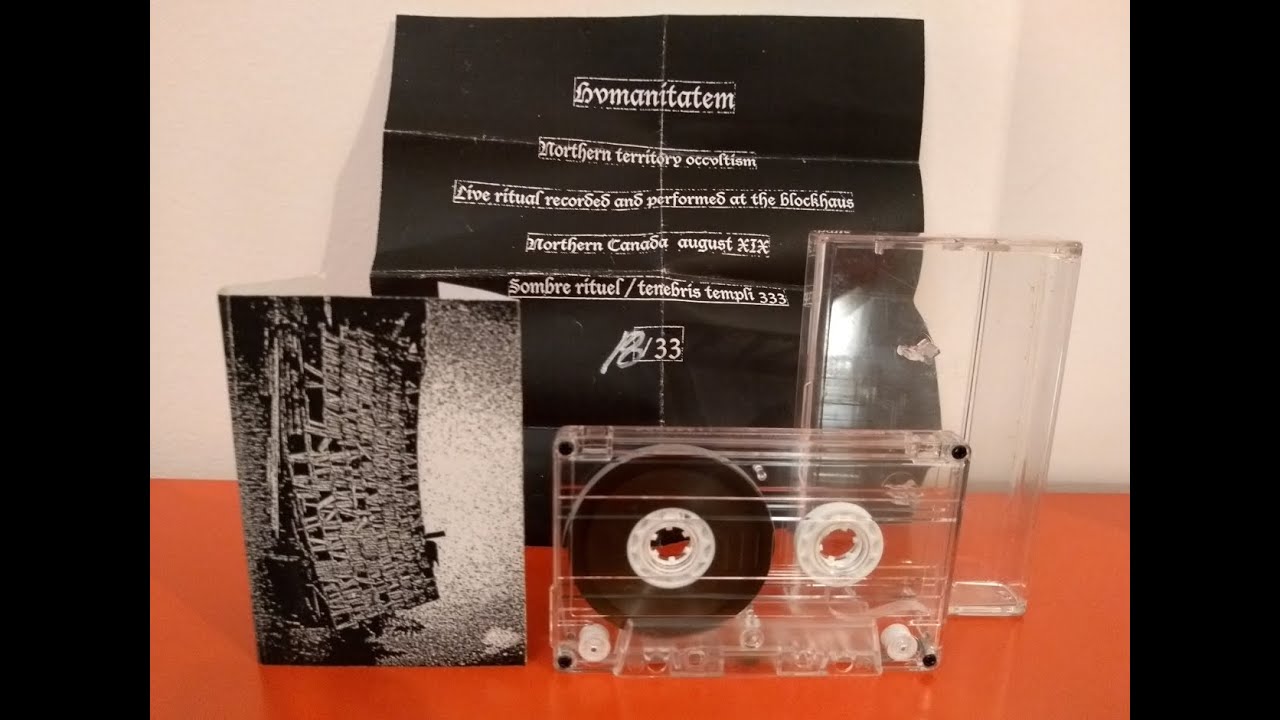 Hvmanitatem
Northern territory occvltism
Live ritual recorded and performed at the blockhaus
Northern Canada august XIX
Sombre rituel / tenebris templi 333
/33